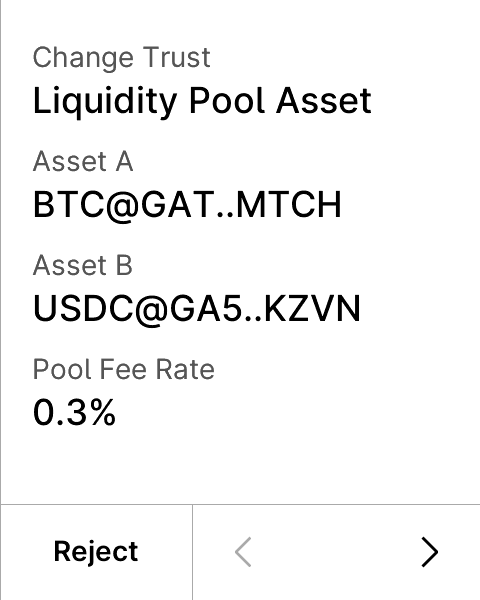 Change Trust
Liquidity Pool Asset
Asset A
BTC@GAT..MTCH
Asset B
USDC@GA5..KZVN
Pool Fee Rate
0.3%
Reject